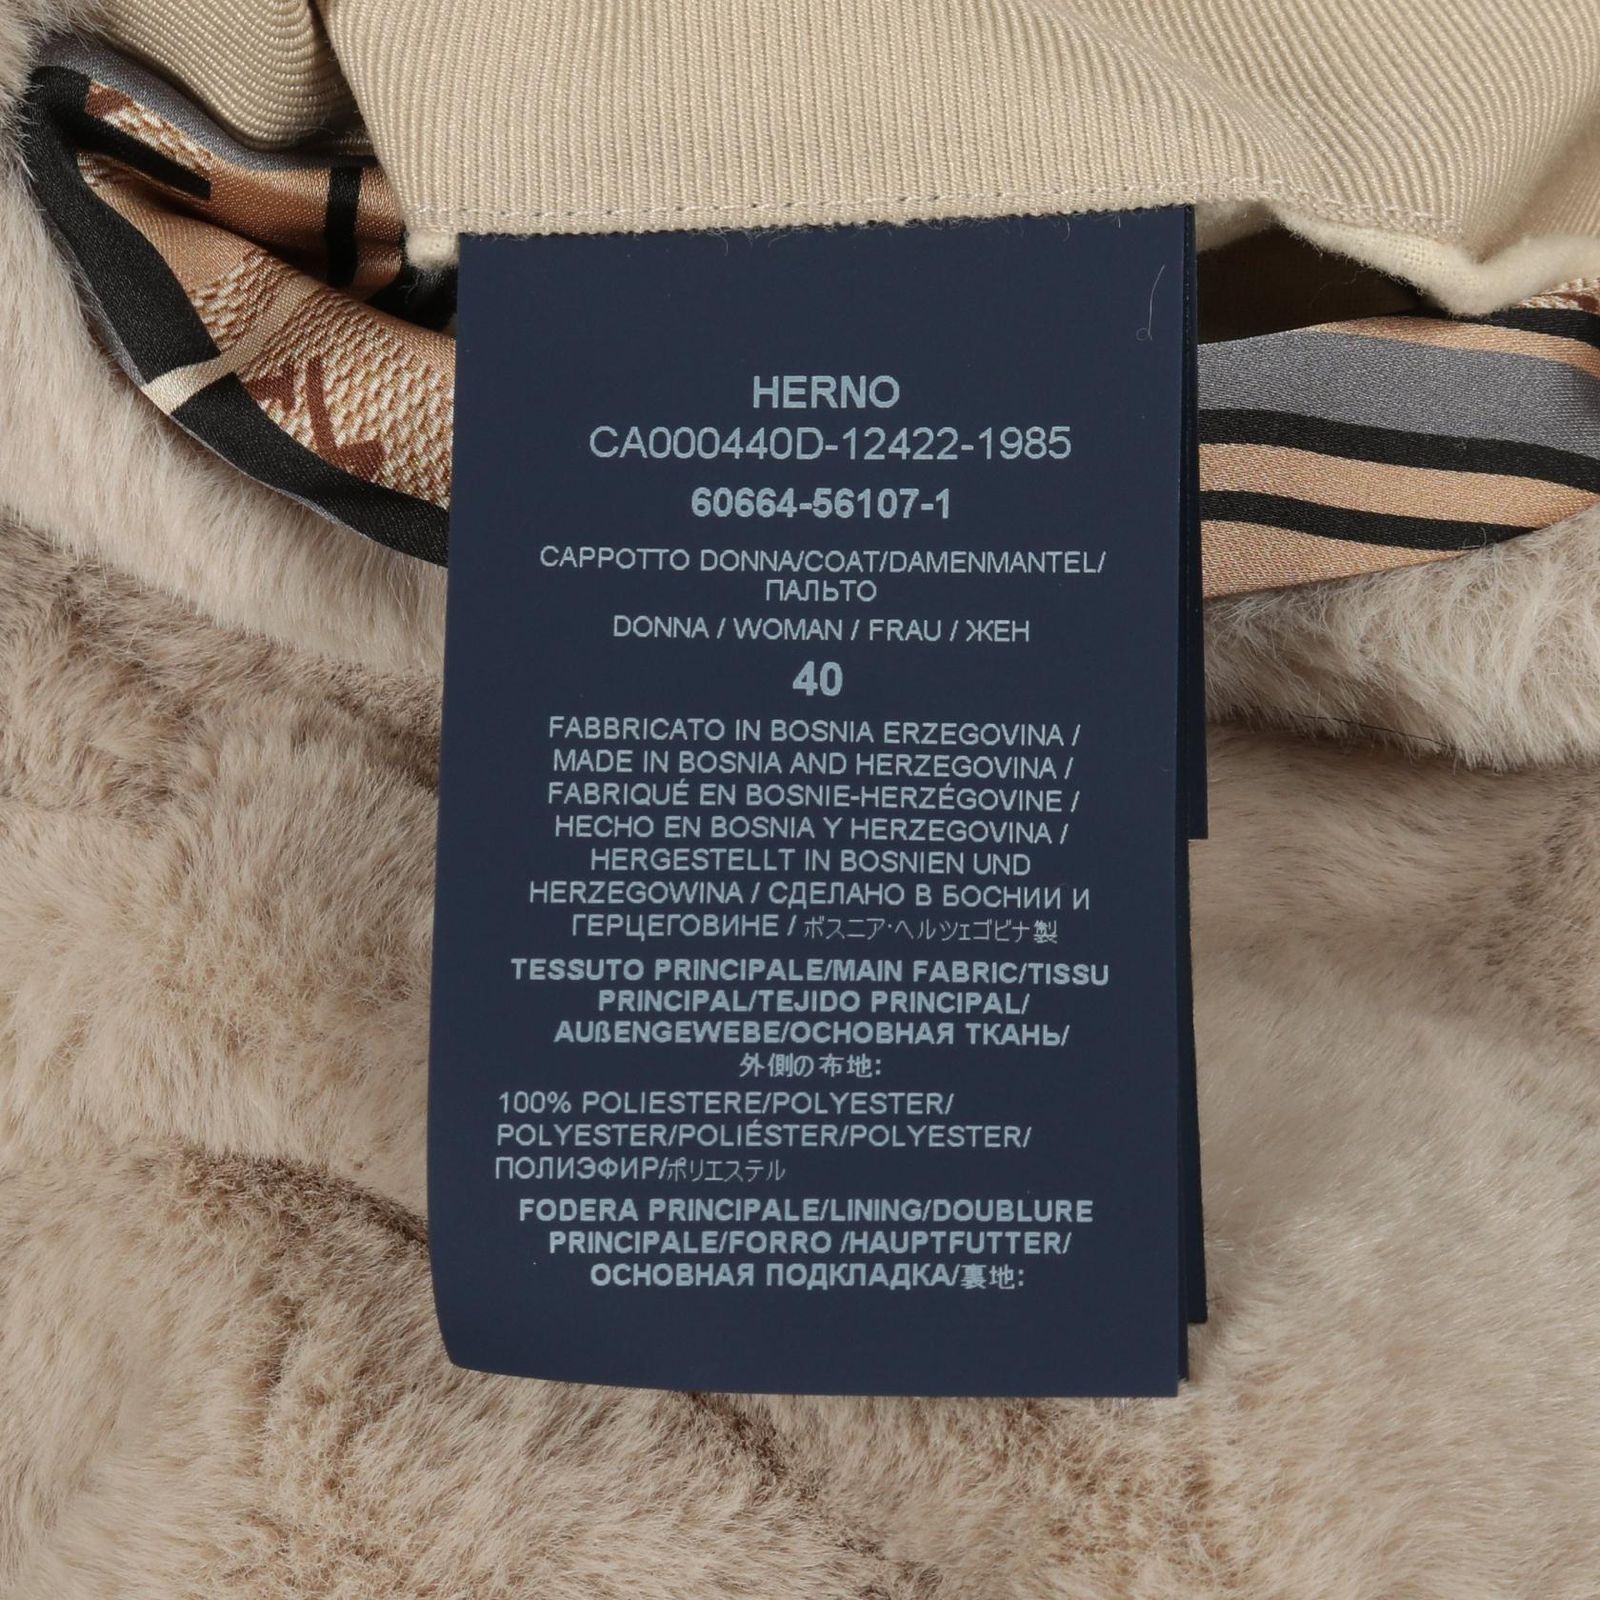 HERNO
CA000440D-12422-1985
60664-56107-1
CAPPOTTO DONNA/COAT/DAMENMANTEL/
ПАЛЬТО
DONNA / WOMAN / FRAU / ЖЕН
40
FABBRICATO IN BOSNIA ERZEGOVINA /
MADE IN BOSNIA AND HERZEGOVINA /
FABRIQUÉ EN BOSNIE-HERZÉGOVINE /
HECHO EN BOSNIA Y HERZEGOVINA /
HERGESTELLT IN BOSNIEN UND
HERZEGOWINA / СДЕЛАНО В БОСНИИ И
ГЕРЦЕГОВИНЕ / ボスニア・ヘルツェゴビナ製
TESSUTO PRINCIPALE/MAIN FABRIC/TISSU
PRINCIPAL/TEJIDO PRINCIPAL/
AUßENGEWEBE/ОСНОВНАЯ ТКАНЬ/
外側の布地:
100% POLIESTERE/POLYESTER/
POLYESTER/POLIÉSTER/POLYESTER/
ПОЛИЭФИР/ポリエステル
FODERA PRINCIPALE/LINING/DOUBLURE
PRINCIPALE/FORRO /HAUPTFUTTER/
ОСНОВНАЯ ПОДКЛАДКА/裏地: